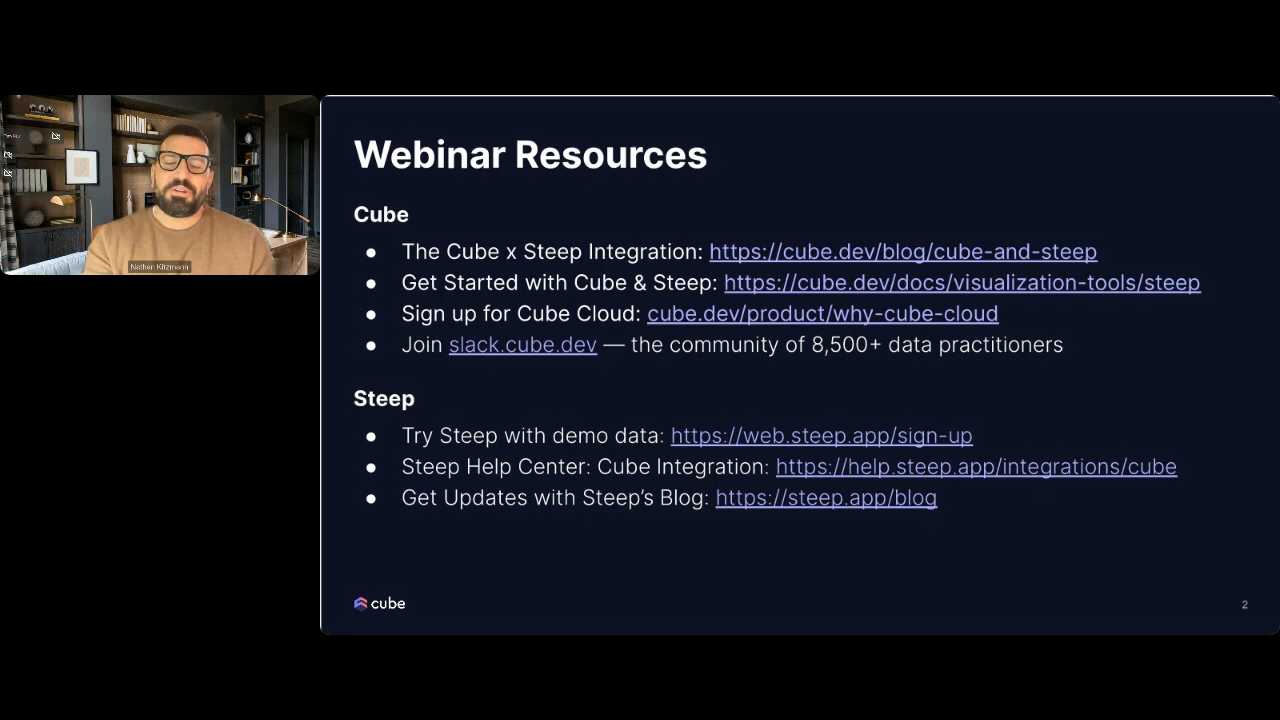 Nathan Kitzmann
Webinar Resources
Cube
● The Cube x Steep Integration: https://cube.dev/blog/cube-and-steep
● Get Started with Cube & Steep: https://cube.dev/docs/visualization-tools/steep
● Sign up for Cube Cloud: cube.dev/product/why-cube-cloud
● Join slack.cube.dev — the community of 8,500+ data practitioners
Steep
● Try Steep with demo data: https://web.steep.app/sign-up
● Steep Help Center: Cube Integration: https://help.steep.app/integrations/cube
● Get Updates with Steep’s Blog: https://steep.app/blog
cube
2